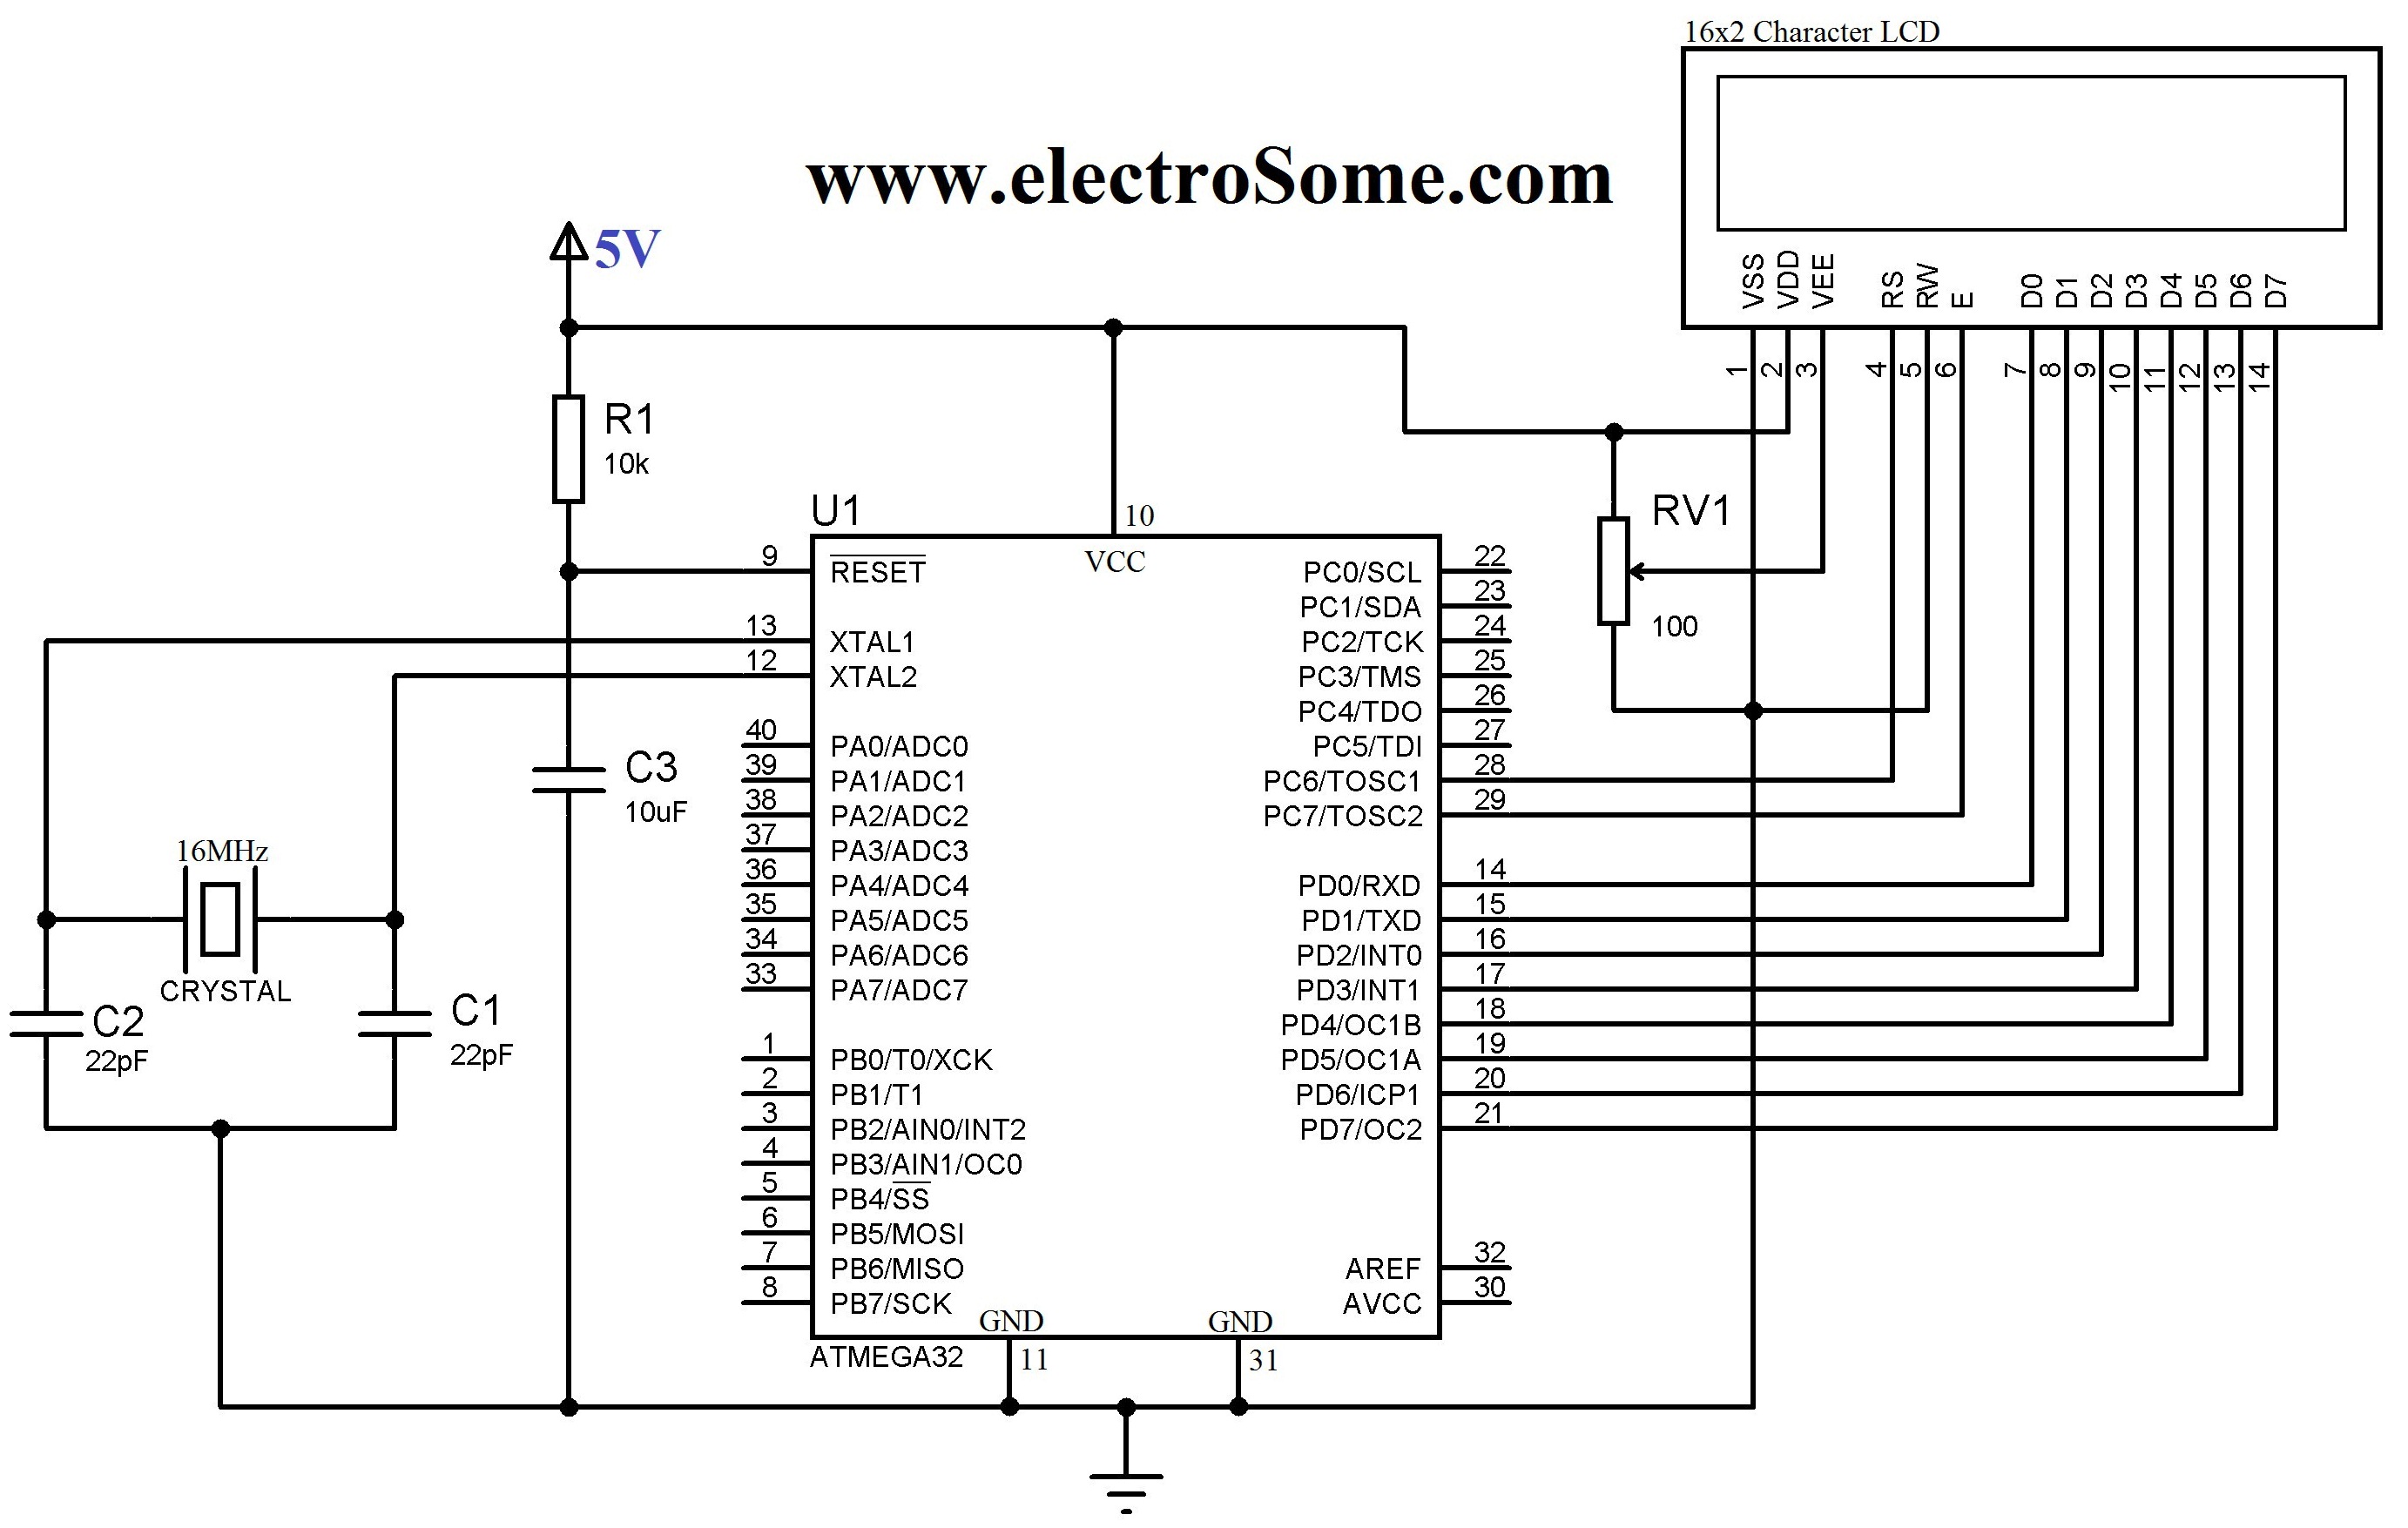 16x2 Character LCD
www.electroSome.com
5V
VSS
VDD
VEE
RS
RW
E
D0
D1
D2
D3
D4
D5
D6
D7
1
2
3
4
5
6
7
8
9
10
11
12
13
14
R1
10k
RV1
100
U1
10
VCC
9 RESET
13 XTAL1
12 XTAL2
40 PA0/ADC0
39 PA1/ADC1
38 PA2/ADC2
37 PA3/ADC3
36 PA4/ADC4
35 PA5/ADC5
34 PA6/ADC6
33 PA7/ADC7
1 PB0/T0/XCK
2 PB1/T1
3 PB2/AIN0/INT2
4 PB3/AIN1/OC0
5 PB4/SS
6 PB5/MOSI
7 PB6/MISO
8 PB7/SCK
PC0/SCL 22
PC1/SDA 23
PC2/TCK 24
PC3/TMS 25
PC4/TDO 26
PC5/TDI 27
PC6/TOSC1 28
PC7/TOSC2 29
PD0/RXD 14
PD1/TXD 15
PD2/INT0 16
PD3/INT1 17
PD4/OC1B 18
PD5/OC1A 19
PD6/ICP1 20
PD7/OC2 21
AREF 32
AVCC 30
GND
GND
ATMEGA32
11
31
C3
10uF
16MHz
CRYSTAL
C2
22pF
C1
22pF